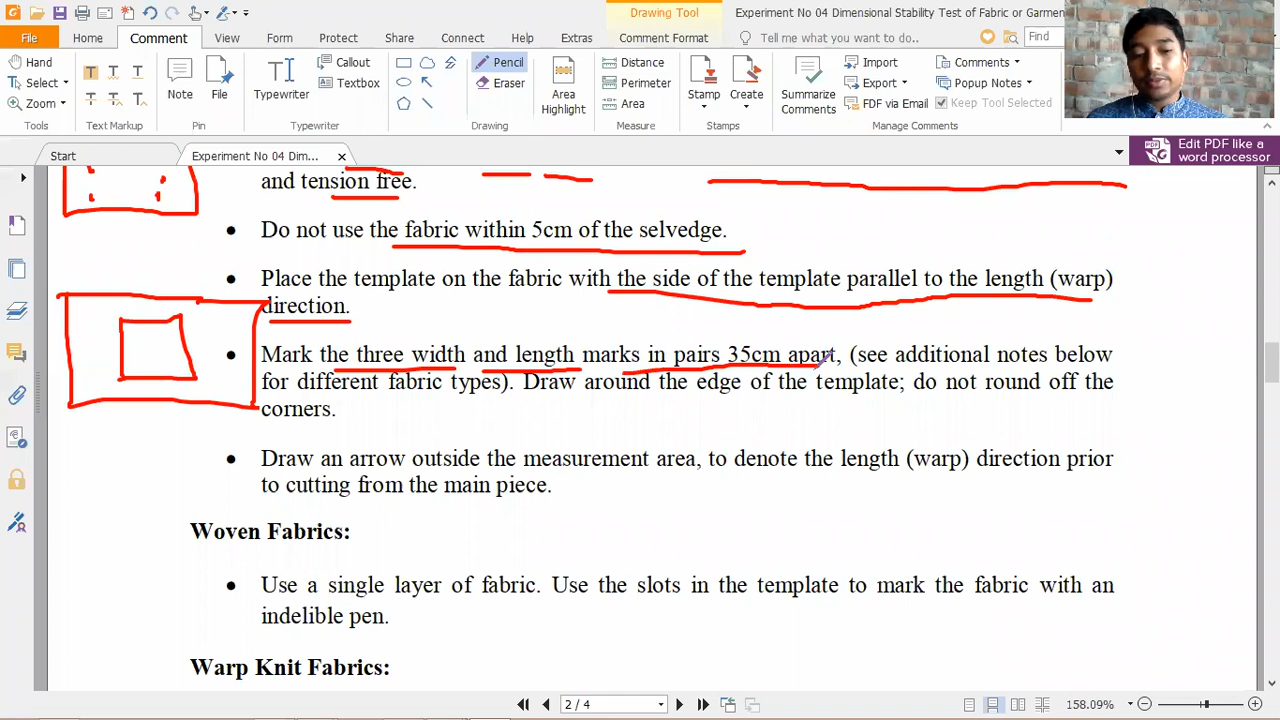 Drawing Tool
Experiment No 04 Dimensional Stability Test of Fabric or Garmen
File Home Comment View Form Protect Share Connect Help Extras Comment Format Tell me what you want to do... Find
Hand
Select
Zoom
Tools
Text Markup
Note
File
Pin
Typewriter
Callout
Textbox
Typewriter
Pencil
Eraser
Area Highlight
Drawing
Distance
Perimeter
Area
Measure
Stamp
Create
Stamps
Summarize Comments
Import
Export
FDF via Email
Comments
Popup Notes
Keep Tool Selected
Manage Comments
Start
Experiment No 04 Dim...
Edit PDF like a word processor
and tension free.
• Do not use the fabric within 5cm of the selvedge.
• Place the template on the fabric with the side of the template parallel to the length (warp)
direction.
• Mark the three width and length marks in pairs 35cm apart, (see additional notes below
for different fabric types). Draw around the edge of the template; do not round off the
corners.
• Draw an arrow outside the measurement area, to denote the length (warp) direction prior
to cutting from the main piece.
Woven Fabrics:
• Use a single layer of fabric. Use the slots in the template to mark the fabric with an
indelible pen.
Warp Knit Fabrics:
2 / 4
158.09%